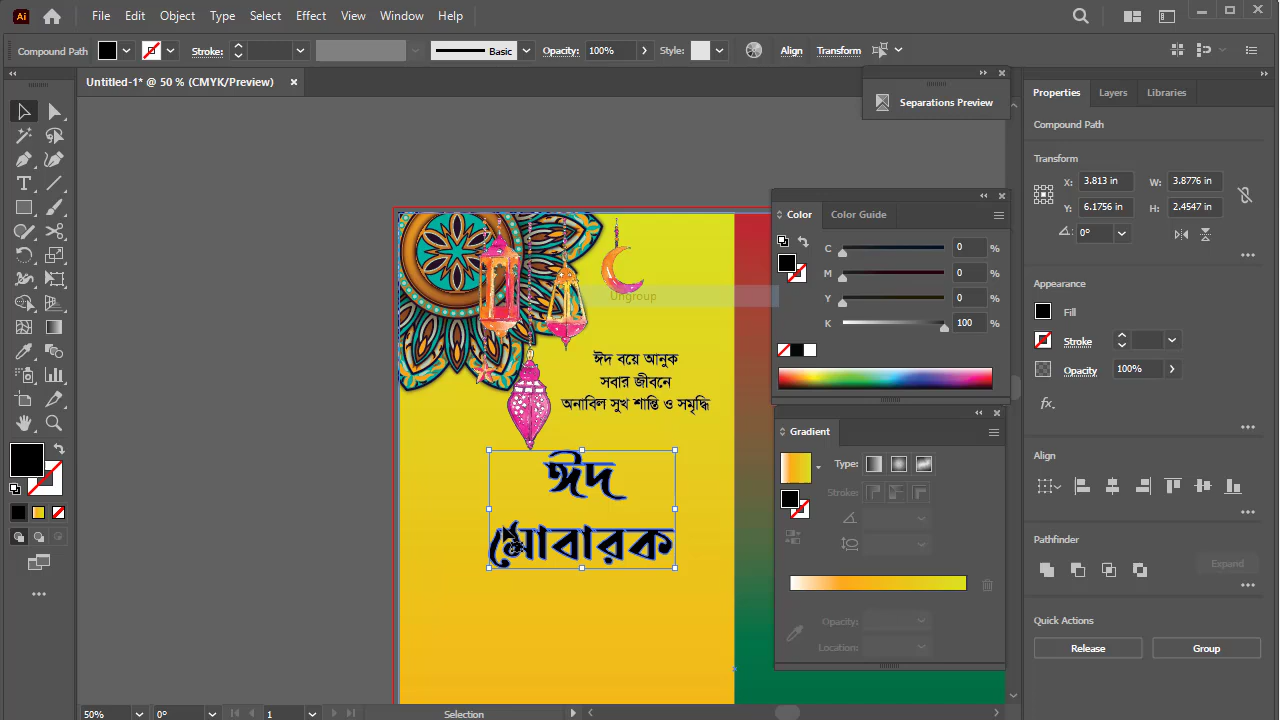 Ai File Edit Object Type Select Effect View Window Help
Compound Path Stroke: Basic Opacity: 100% Style: Align Transform
Untitled-1* @ 50 % (CMYK/Preview)
Separations Preview
Properties Layers Libraries
Compound Path
Transform
X: 3.813 in W: 3.8776 in
Y: 6.1756 in H: 2.4547 in
0°
Color Color Guide
C 0 %
M 0 %
Y 0 %
K 100 %
Ungroup
Appearance
Fill
Stroke
Opacity 100%
fx.
ঈদ বয়ে আনুক
সবার জীবনে
অনাবিল সুখ শান্তি ও সমৃদ্ধি
ঈদ
মোবারক
Gradient
Type:
Stroke:
Opacity:
Location:
Align
Pathfinder
Expand
Quick Actions
Release Group
50% 0° 1 Selection